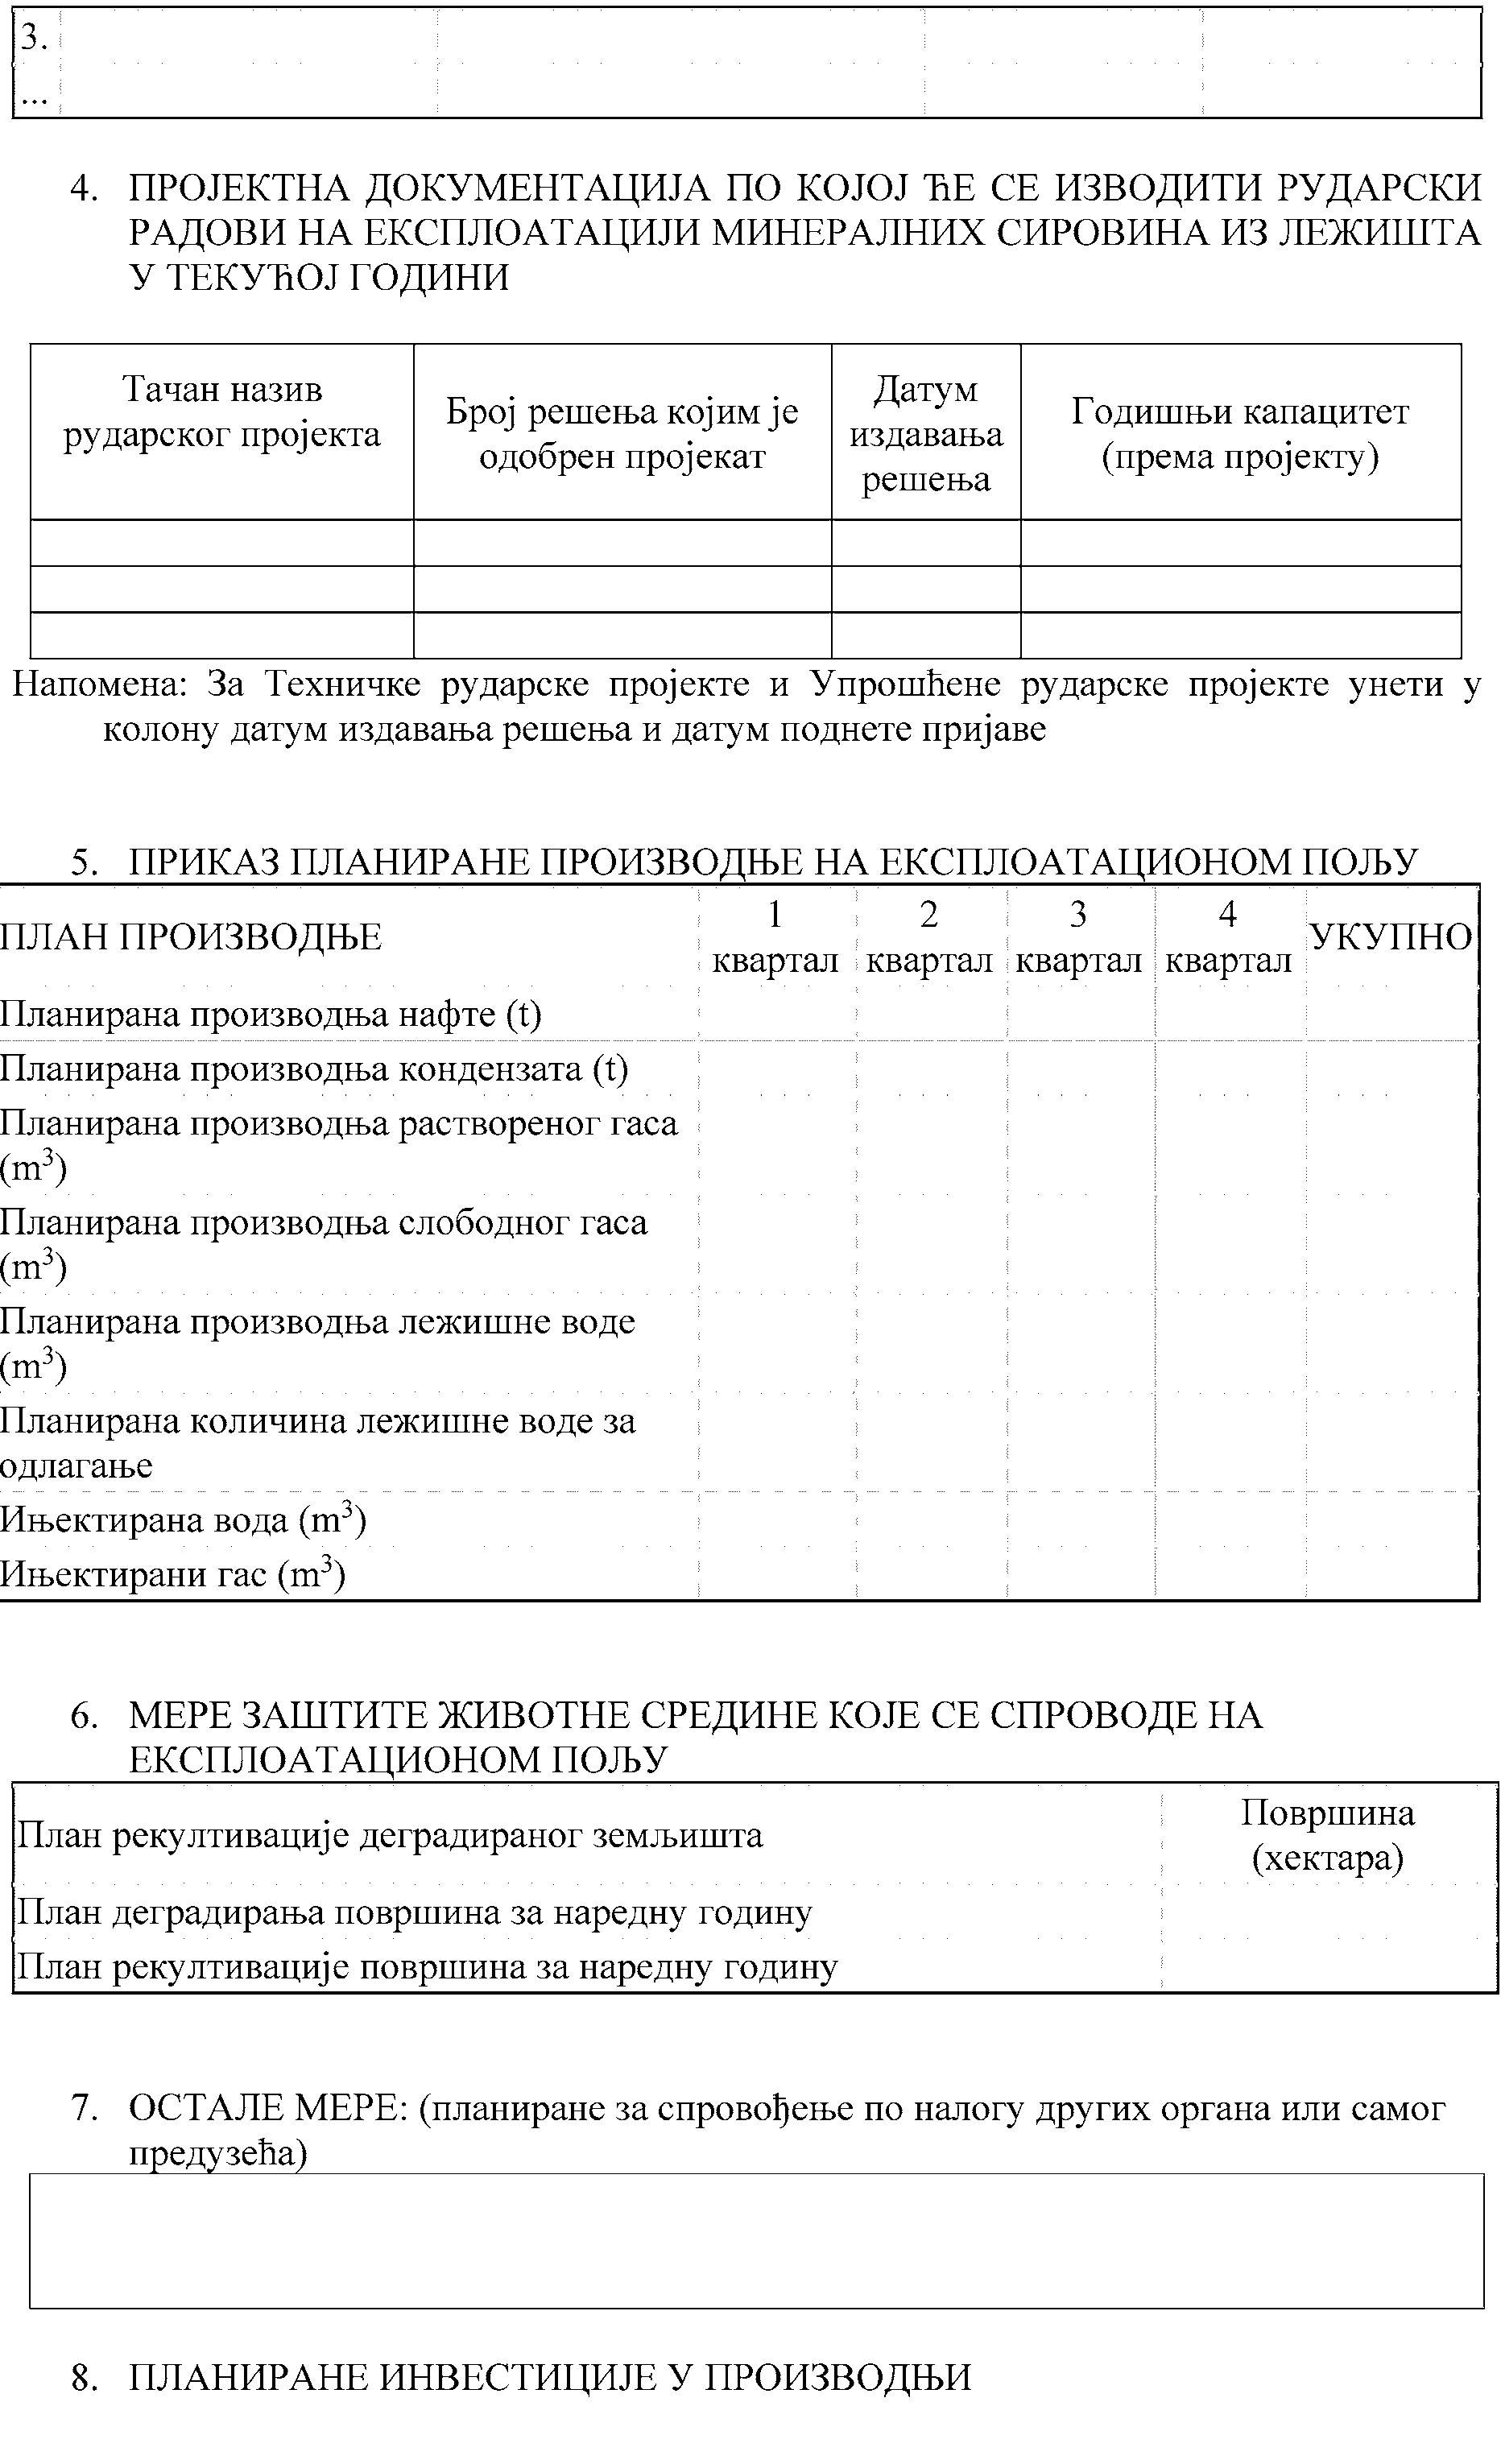 3.
...
4. ПРОЈЕКТНА ДОКУМЕНТАЦИЈА ПО КОЈОЈ ЋЕ СЕ ИЗВОДИТИ РУДАРСКИ
РАДОВИ НА ЕКСПЛОАТАЦИЈИ МИНЕРАЛНИХ СИРОВИНА ИЗ ЛЕЖИШТА
У ТЕКУЋОЈ ГОДИНИ
Тачан назив
рударског пројекта
Број решења којим је
одобрен пројекат
Датум
издавања
решења
Годишњи капацитет
(према пројекту)
Напомена: За Техничке рударске пројекте и Упрошћене рударске пројекте унети у
колону датум издавања решења и датум поднете пријаве
5. ПРИКАЗ ПЛАНИРАНЕ ПРОИЗВОДЊЕ НА ЕКСПЛОАТАЦИОНОМ ПОЉУ
ПЛАН ПРОИЗВОДЊЕ
1
квартал
2
квартал
3
квартал
4
квартал
УКУПНО
Планирана производња нафте (t)
Планирана производња кондензата (t)
Планирана производња раствореног гаса
(m³)
Планирана производња слободног гаса
(m³)
Планирана производња лежишне воде
(m³)
Планирана количина лежишне воде за
одлагање
Ињектирана вода (m³)
Ињектирани гас (m³)
6. МЕРЕ ЗАШТИТЕ ЖИВОТНЕ СРЕДИНЕ КОЈЕ СЕ СПРОВОДЕ НА
ЕКСПЛОАТАЦИОНОМ ПОЉУ
План рекултивације деградираног земљишта
Површина
(хектара)
План деградирања површина за наредну годину
План рекултивације површина за наредну годину
7. ОСТАЛЕ МЕРЕ: (планиране за спровођење по налогу других органа или самог
предузећа)
8. ПЛАНИРАНЕ ИНВЕСТИЦИЈЕ У ПРОИЗВОДЊИ